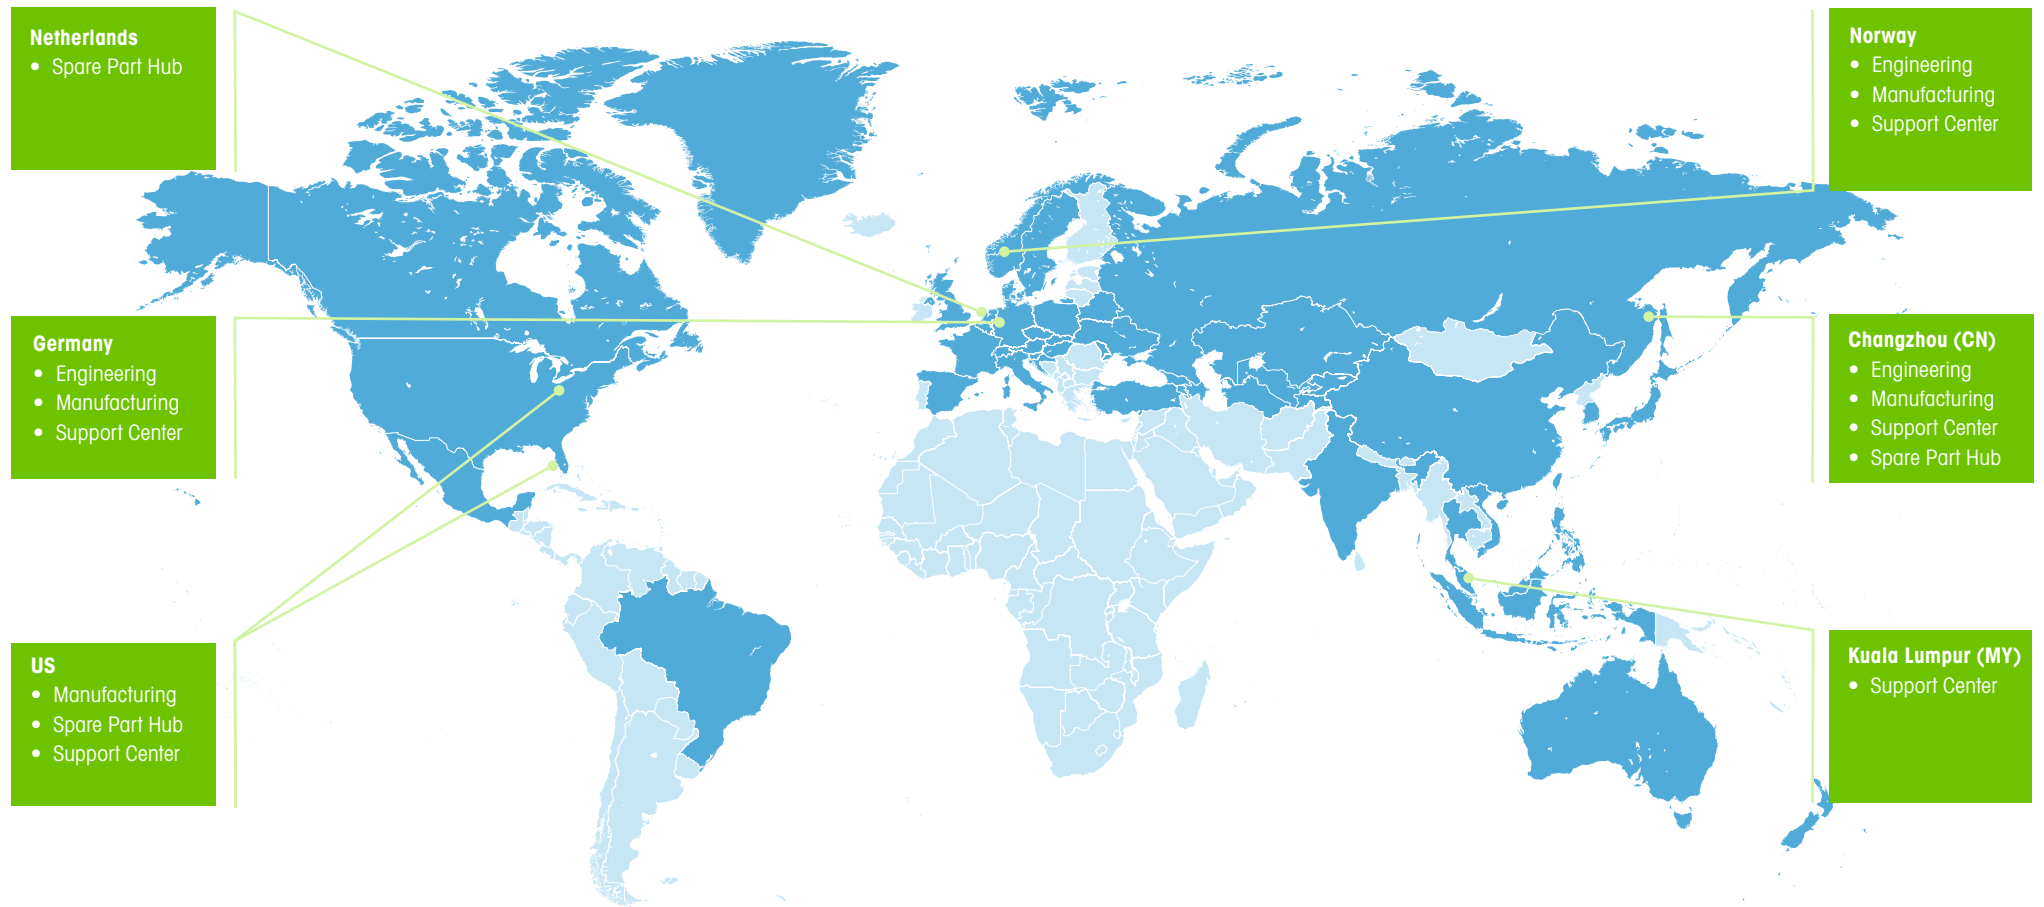 Netherlands
• Spare Part Hub
Germany
• Engineering
• Manufacturing
• Support Center
US
• Manufacturing
• Spare Part Hub
• Support Center
Norway
• Engineering
• Manufacturing
• Support Center
Changzhou (CN)
• Engineering
• Manufacturing
• Support Center
• Spare Part Hub
Kuala Lumpur (MY)
• Support Center